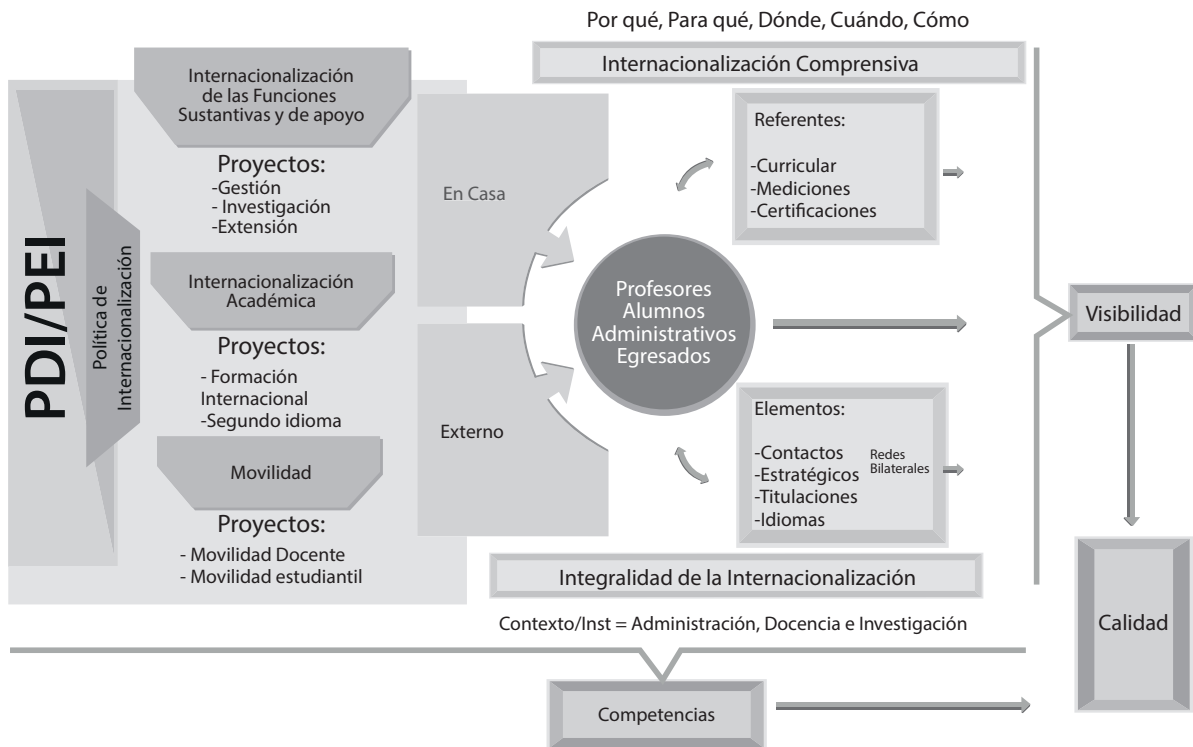 Por qué, Para qué, Dónde, Cuándo, Cómo
Internacionalización Comprensiva
PDI/PEI
Política de
Internacionalización
Internacionalización
de las Funciones
Sustantivas y de apoyo
Proyectos:
-Gestión
- Investigación
-Extensión
Internacionalización
Académica
Proyectos:
- Formación
Internacional
-Segundo idioma
Movilidad
Proyectos:
- Movilidad Docente
- Movilidad estudiantil
En Casa
Externo
Profesores
Alumnos
Administrativos
Egresados
Referentes:
-Curricular
-Mediciones
-Certificaciones
Elementos:
-Contactos
-Estratégicos
-Titulaciones
-Idiomas
Redes
Bilaterales
Integralidad de la Internacionalización
Contexto/Inst = Administración, Docencia e Investigación
Visibilidad
Calidad
Competencias